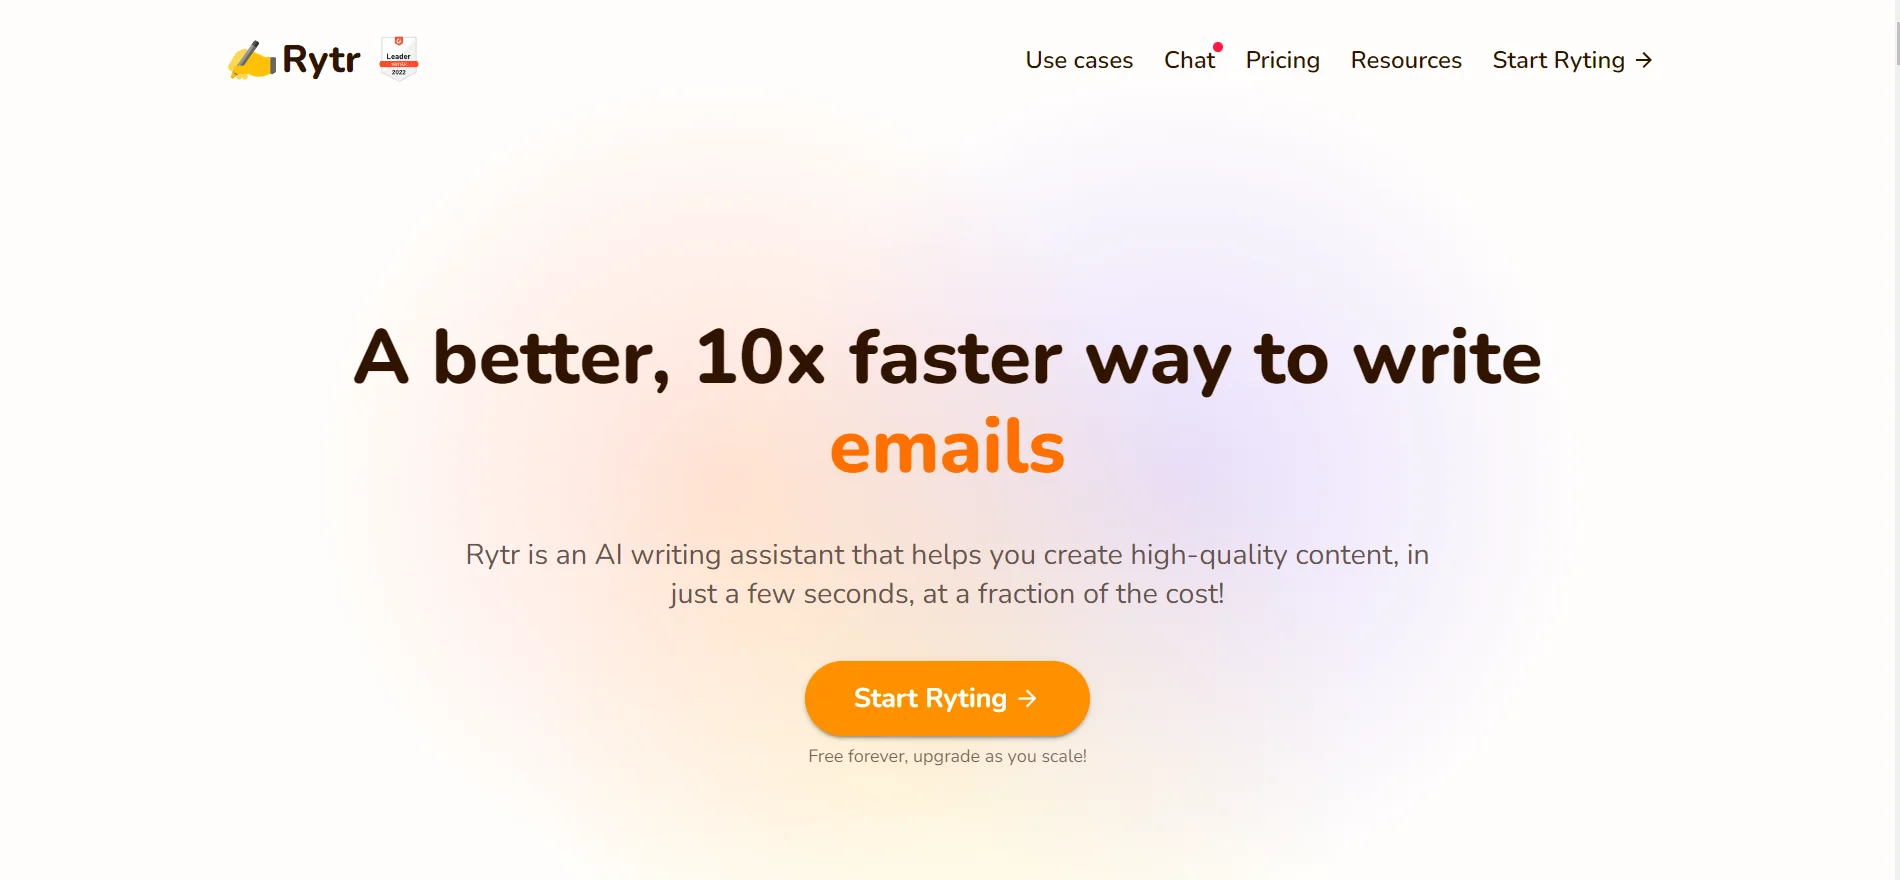 Rytr
Leader
WINTER
2022
Use cases
Chat
Pricing
Resources
Start Ryting →
A better, 10x faster way to write
emails
Rytr is an AI writing assistant that helps you create high-quality content, in
just a few seconds, at a fraction of the cost!
Start Ryting →
Free forever, upgrade as you scale!